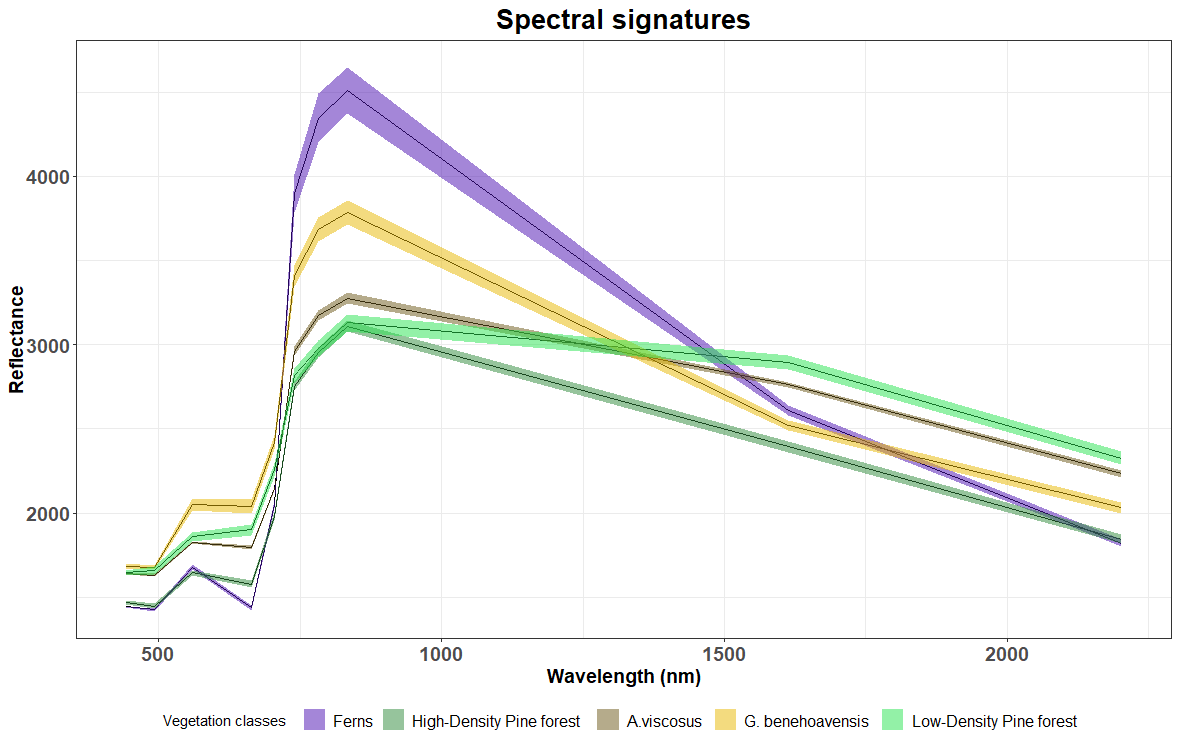 Spectral signatures
Reflectance
4000
3000
2000
500 1000 1500 2000
Wavelength (nm)
Vegetation classes Ferns High-Density Pine forest A.viscosus G. benehoavensis Low-Density Pine forest